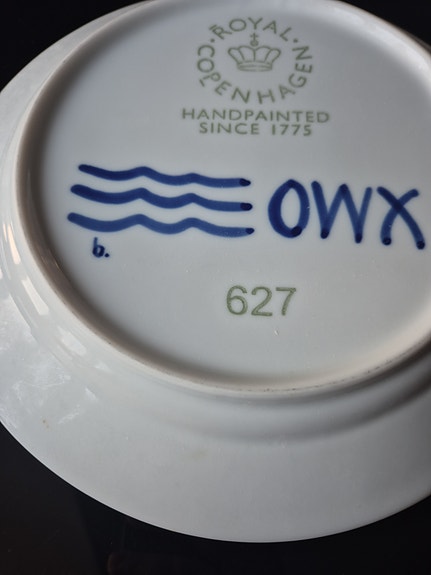 ROYAL · COPENHAGEN ·
HANDPAINTED
SINCE 1775
OWX
b.
627